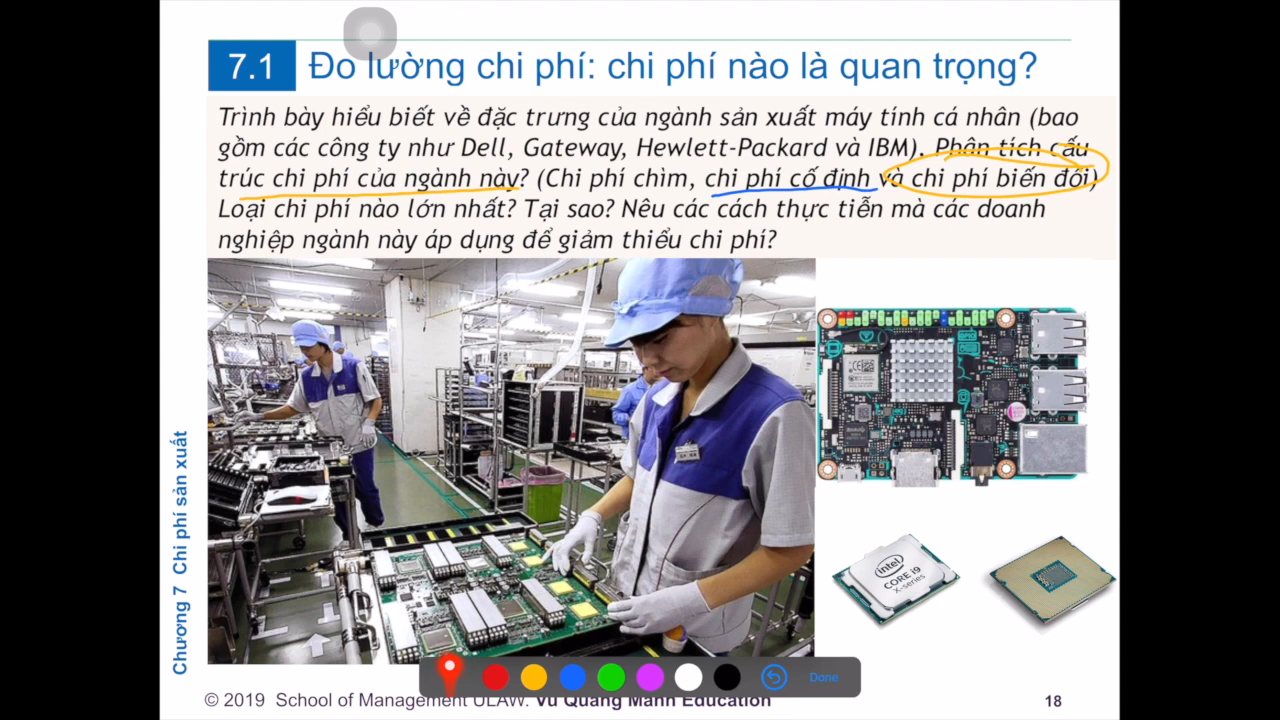 7.1 Đo lường chi phí: chi phí nào là quan trọng?
Trình bày hiểu biết về đặc trưng của ngành sản xuất máy tính cá nhân (bao
gồm các công ty như Dell, Gateway, Hewlett-Packard và IBM). Phân tích cấu
trúc chi phí của ngành này? (Chi phí chìm, chi phí cố định và chi phí biến đổi)
Loại chi phí nào lớn nhất? Tại sao? Nêu các cách thực tiễn mà các doanh
nghiệp ngành này áp dụng để giảm thiểu chi phí?
Chương 7 Chi phí sản xuất
intel
CORE i9
X-series
Done
© 2019 School of Management ULAW. Vũ Quang Mạnh Education
18